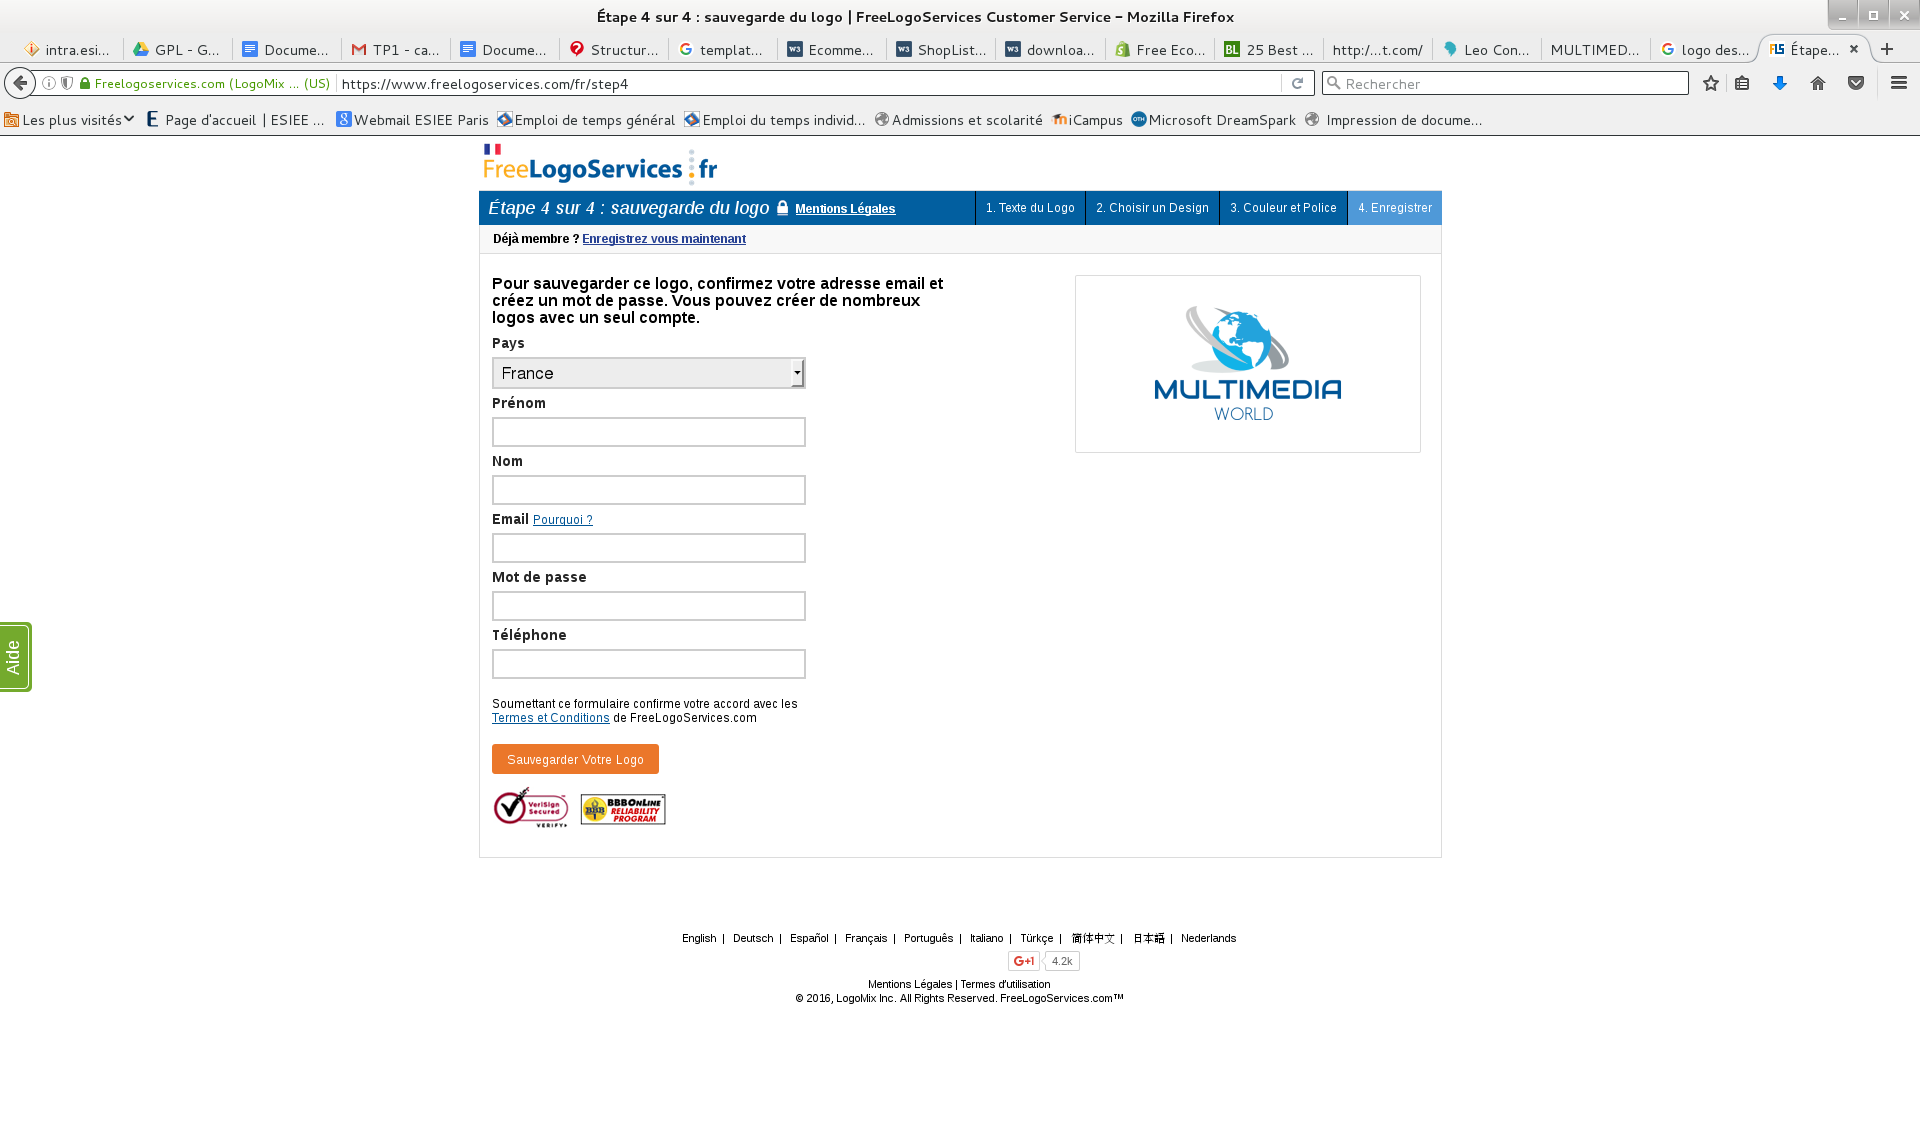 Étape 4 sur 4 : sauvegarde du logo | FreeLogoServices Customer Service - Mozilla Firefox
intra.esi... GPL - G... Docume... TP1 - ca... Docume... Structur... templat... Ecomme... ShopList... downloa... Free Eco... 25 Best ... http:/...t.com/ Leo Con... MULTIMED... logo des... Étape...
Freelogoservices.com (LogoMix ... (US) https://www.freelogoservices.com/fr/step4 Rechercher
Les plus visités Page d'accueil | ESIEE ... Webmail ESIEE Paris Emploi de temps général Emploi du temps individ... Admissions et scolarité iCampus Microsoft DreamSpark Impression de docume...
FreeLogoServices.fr
Étape 4 sur 4 : sauvegarde du logo Mentions Légales 1. Texte du Logo 2. Choisir un Design 3. Couleur et Police 4. Enregistrer
Déjà membre ? Enregistrez vous maintenant
Pour sauvegarder ce logo, confirmez votre adresse email et
créez un mot de passe. Vous pouvez créer de nombreux
logos avec un seul compte.
Pays
France
Prénom
Nom
Email Pourquoi ?
Mot de passe
Téléphone
Soumettant ce formulaire confirme votre accord avec les
Termes et Conditions de FreeLogoServices.com
Sauvegarder Votre Logo
VeriSign
Secured
VERIFY
BBB
BBBOnLine
RELIABILITY
PROGRAM
MULTIMEDIA
WORLD
Aide
English | Deutsch | Español | Français | Português | Italiano | Türkçe | 简体中文 | 日本語 | Nederlands
G+1 4.2k
Mentions Légales | Termes d'utilisation
© 2016, LogoMix Inc. All Rights Reserved. FreeLogoServices.com™